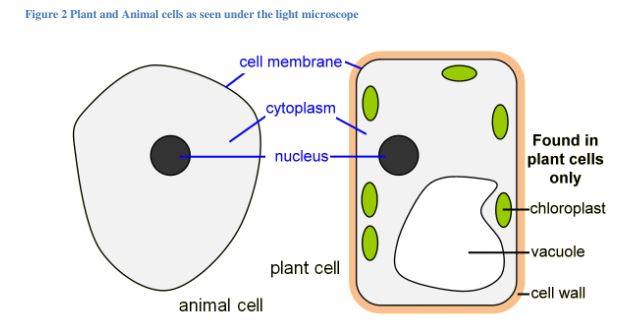 Figure 2 Plant and Animal cells as seen under the light microscope
cell membrane
cytoplasm
nucleus
Found in
plant cells
only
chloroplast
vacuole
cell wall
plant cell
animal cell